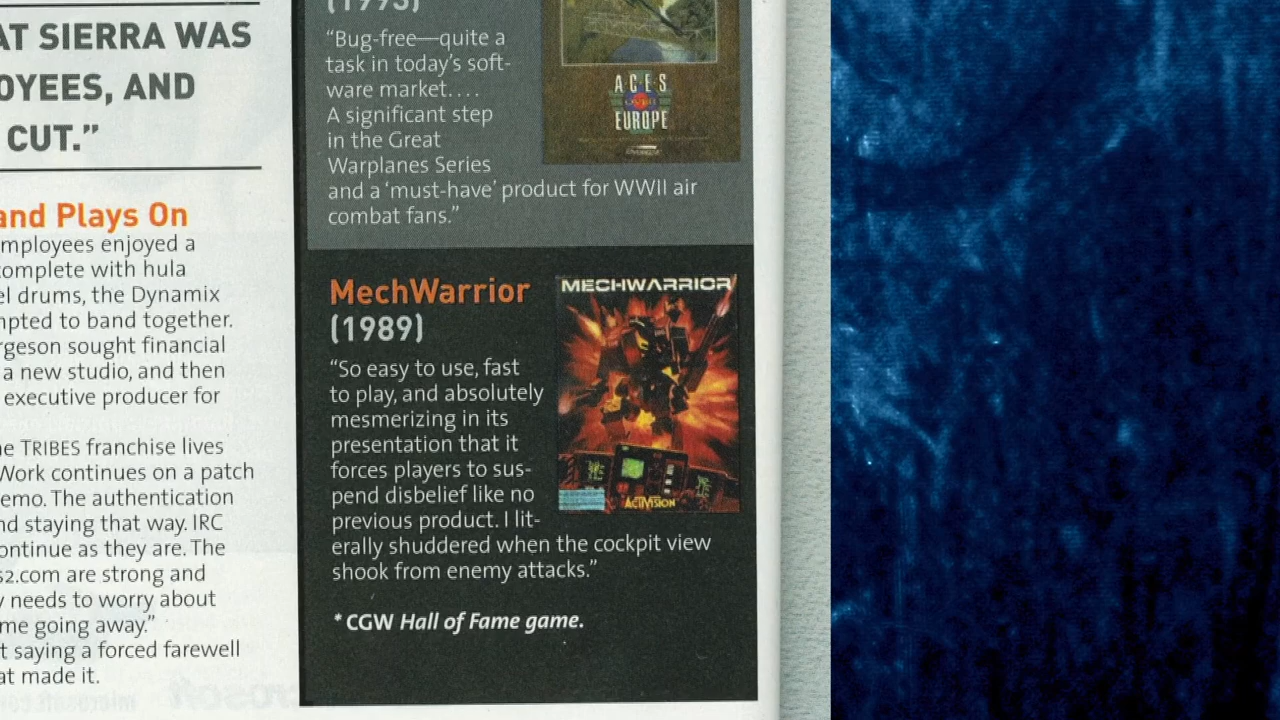 AT SIERRA WAS
OYEES, AND
CUT.”
and Plays On
mployees enjoyed a
complete with hula
el drums, the Dynamix
mpted to band together.
rgeson sought financial
a new studio, and then
executive producer for
he TRIBES franchise lives
Work continues on a patch
emo. The authentication
nd staying that way. IRC
ontinue as they are. The
s2.com are strong and
y needs to worry about
me going away.”
t saying a forced farewell
at made it.
(1993)
“Bug-free—quite a
task in today’s soft-
ware market....
A significant step
in the Great
Warplanes Series
and a ‘must-have’ product for WWII air
combat fans.”
ACES
OVER
EUROPE
MechWarrior
(1989)
“So easy to use, fast
to play, and absolutely
mesmerizing in its
presentation that it
forces players to sus-
pend disbelief like no
previous product. I lit-
erally shuddered when the cockpit view
shook from enemy attacks.”
MECHWARRIOR
ACTIVISION
* CGW Hall of Fame game.